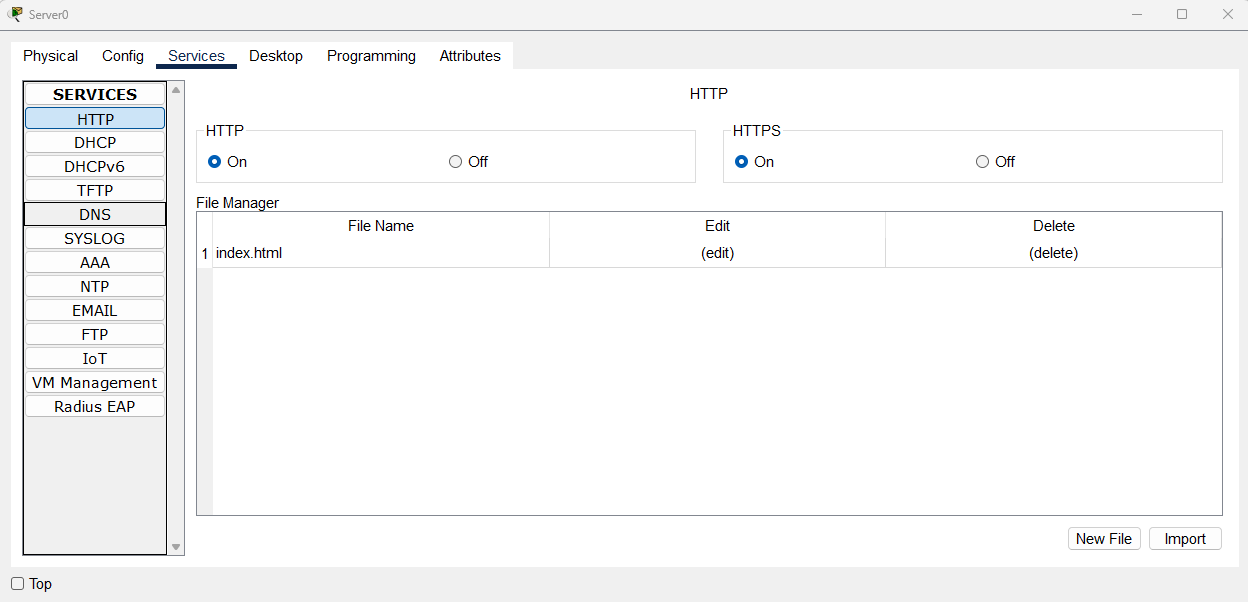 Server0
Physical Config Services Desktop Programming Attributes
SERVICES
HTTP
DHCP
DHCPv6
TFTP
DNS
SYSLOG
AAA
NTP
EMAIL
FTP
IoT
VM Management
Radius EAP
HTTP
HTTP
On Off
HTTPS
On Off
File Manager
File Name Edit Delete
1 index.html (edit) (delete)
New File Import
Top